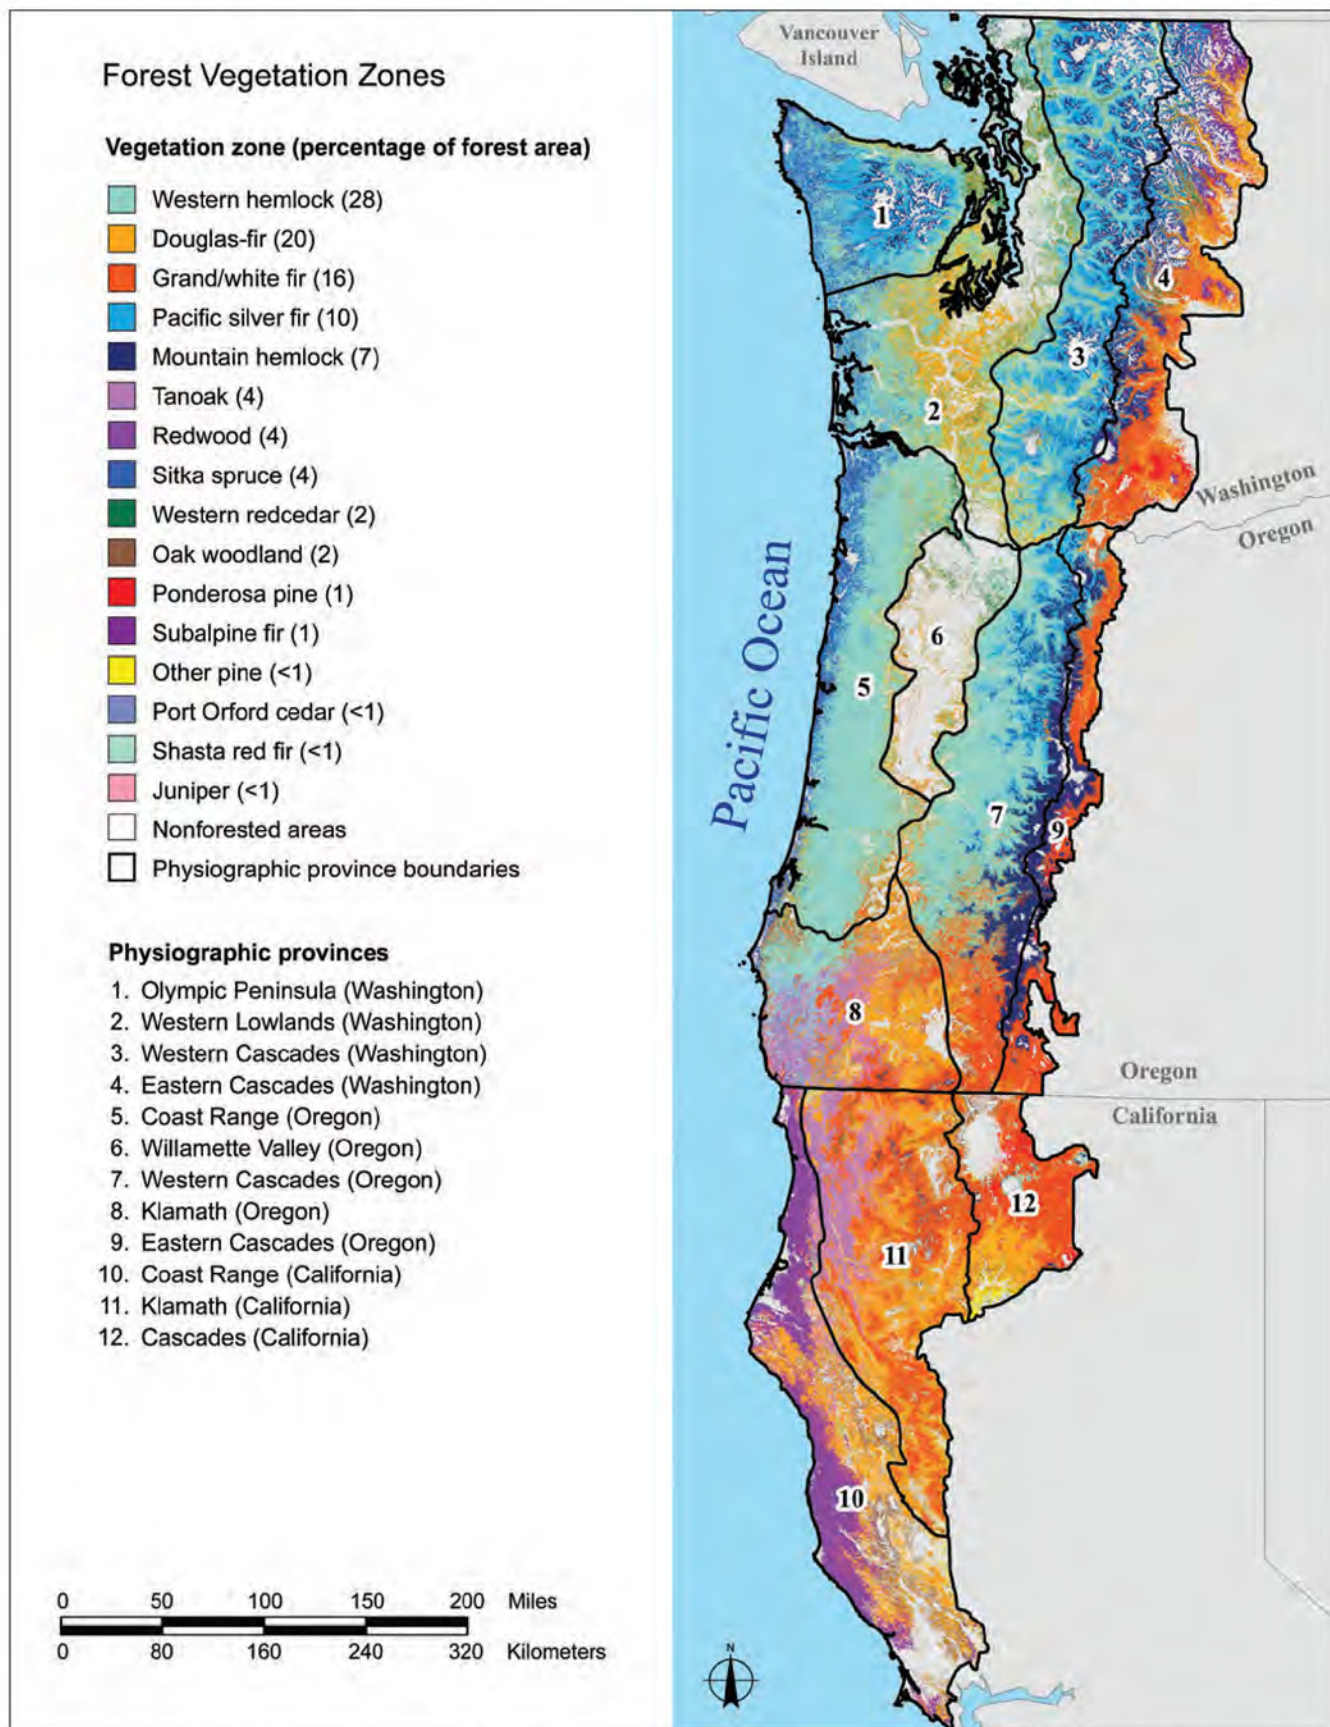 Forest Vegetation Zones
Vegetation zone (percentage of forest area)
Western hemlock (28)
Douglas-fir (20)
Grand/white fir (16)
Pacific silver fir (10)
Mountain hemlock (7)
Tanoak (4)
Redwood (4)
Sitka spruce (4)
Western redcedar (2)
Oak woodland (2)
Ponderosa pine (1)
Subalpine fir (1)
Other pine (<1)
Port Orford cedar (<1)
Shasta red fir (<1)
Juniper (<1)
Nonforested areas
Physiographic province boundaries
Physiographic provinces
1. Olympic Peninsula (Washington)
2. Western Lowlands (Washington)
3. Western Cascades (Washington)
4. Eastern Cascades (Washington)
5. Coast Range (Oregon)
6. Willamette Valley (Oregon)
7. Western Cascades (Oregon)
8. Klamath (Oregon)
9. Eastern Cascades (Oregon)
10. Coast Range (California)
11. Klamath (California)
12. Cascades (California)
0 50 100 150 200 Miles
0 80 160 240 320 Kilometers
Vancouver
Island
1
4
3
2
Washington
Oregon
Pacific Ocean
6
5
7
9
8
Oregon
California
12
11
10
N